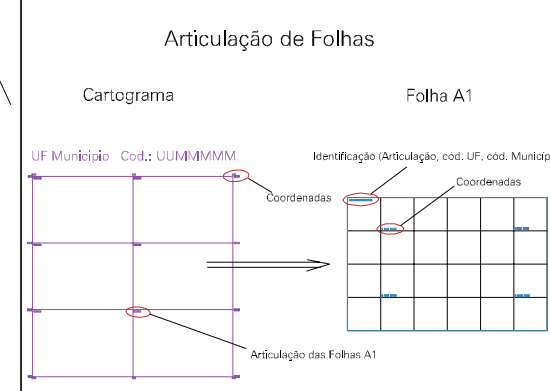 Articulação de Folhas
Cartograma
Folha A1
UF Municipio Cod.: UUMMMMM
Identificação (Articulação, cód. UF, cód. Municíp
Coordenadas
Coordenadas
Articulação das Folhas A1